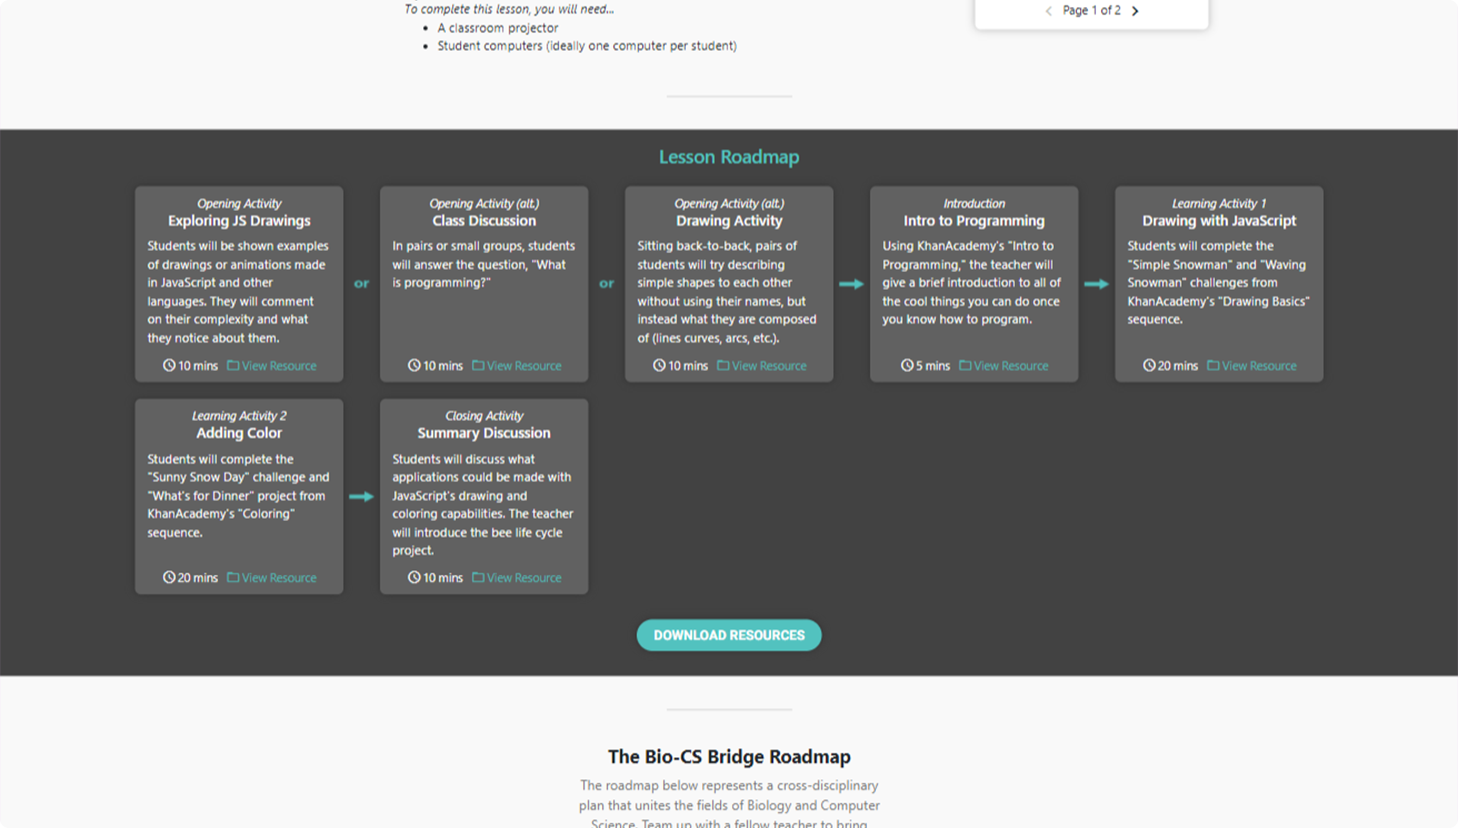 To complete this lesson, you will need...
• A classroom projector
• Student computers (ideally one computer per student)
Page 1 of 2
Lesson Roadmap
Opening Activity
Exploring JS Drawings
Students will be shown examples
of drawings or animations made
in JavaScript and other
languages. They will comment
on their complexity and what
they notice about them.
10 mins View Resource
or
Opening Activity (alt.)
Class Discussion
In pairs or small groups, students
will answer the question, "What
is programming?"
10 mins View Resource
or
Opening Activity (alt.)
Drawing Activity
Sitting back-to-back, pairs of
students will try describing
simple shapes to each other
without using their names, but
instead what they are composed
of (lines curves, arcs, etc.).
10 mins View Resource
Introduction
Intro to Programming
Using KhanAcademy's "Intro to
Programming," the teacher will
give a brief introduction to all of
the cool things you can do once
you know how to program.
5 mins View Resource
Learning Activity 1
Drawing with JavaScript
Students will complete the
"Simple Snowman" and "Waving
Snowman" challenges from
KhanAcademy's "Drawing Basics"
sequence.
20 mins View Resource
Learning Activity 2
Adding Color
Students will complete the
"Sunny Snow Day" challenge and
"What's for Dinner" project from
KhanAcademy's "Coloring"
sequence.
20 mins View Resource
Closing Activity
Summary Discussion
Students will discuss what
applications could be made with
JavaScript's drawing and
coloring capabilities. The teacher
will introduce the bee life cycle
project.
10 mins View Resource
DOWNLOAD RESOURCES
The Bio-CS Bridge Roadmap
The roadmap below represents a cross-disciplinary
plan that unites the fields of Biology and Computer
Science. Team up with a fellow teacher to bring